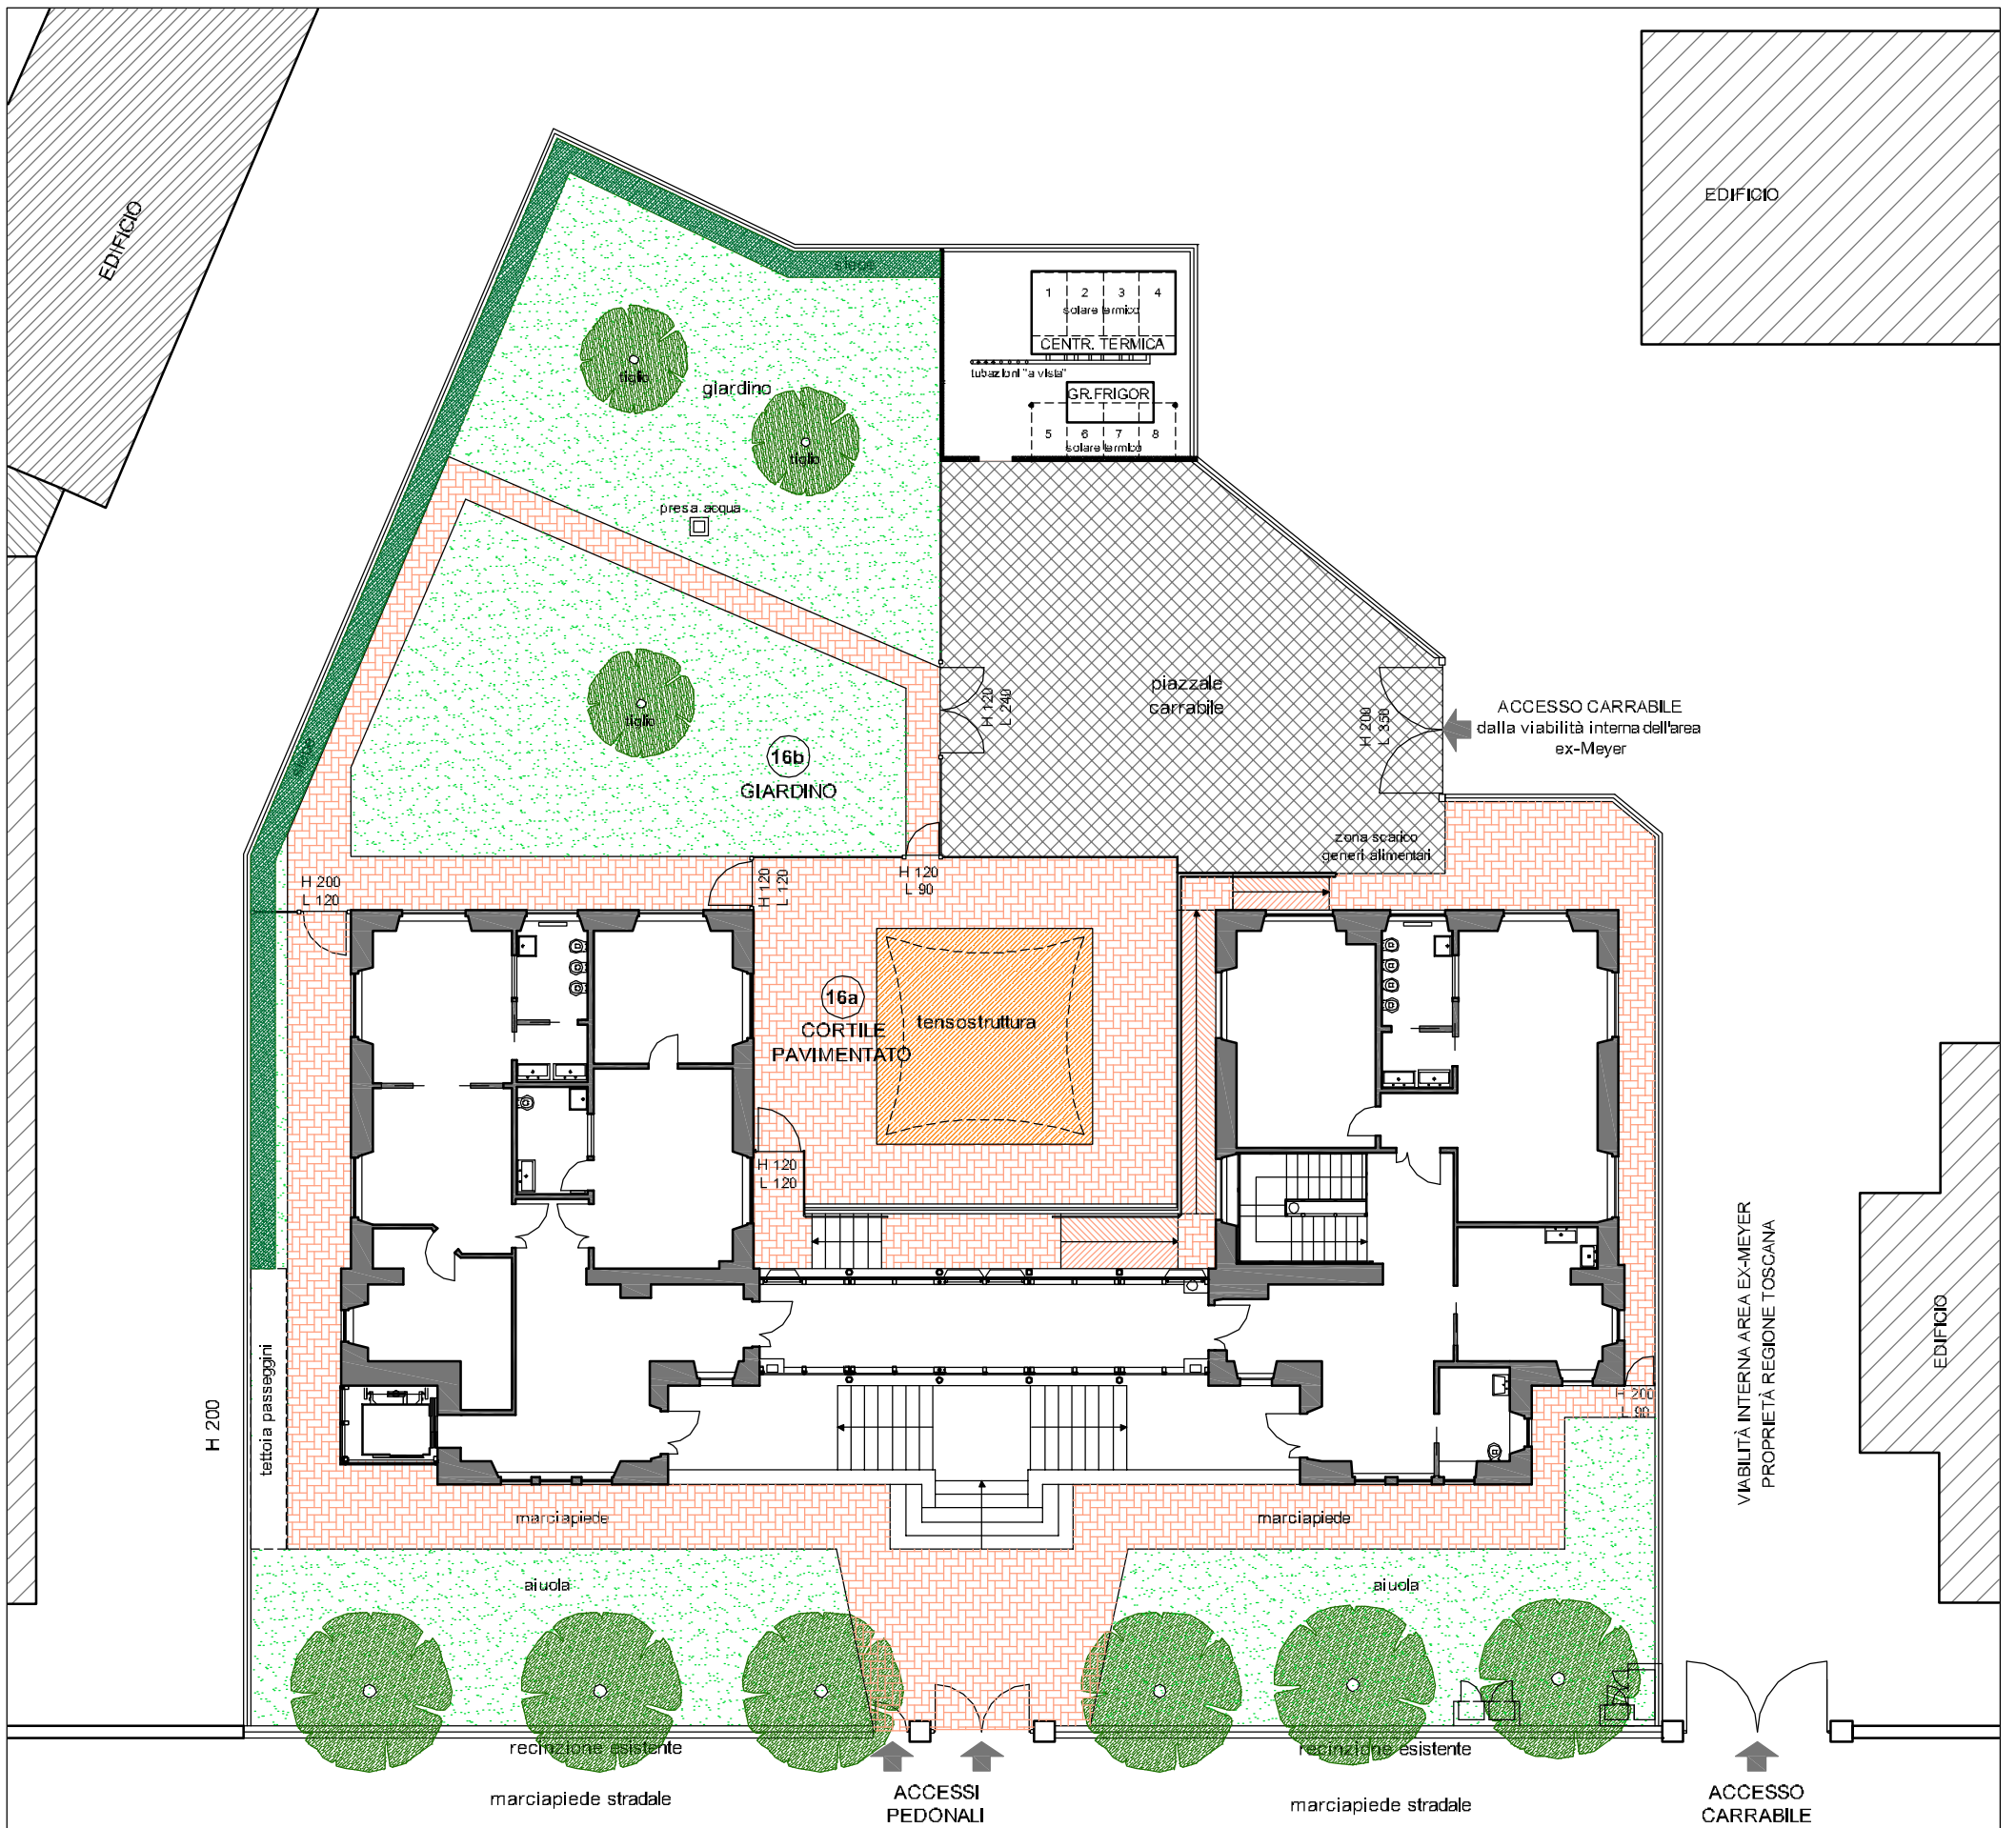 EDIFICIO
EDIFICIO
siepe
1 2 3 4
solare termico
CENTR. TERMICA
tubazioni "a vista"
GR.FRIGOR
5 6 7 8
solare termico
tiglio
giardino
tiglio
presa acqua
tiglio
16b
GIARDINO
siepe
H 120
L 240
piazzale
carrabile
H 200
L 350
ACCESSO CARRABILE
dalla viabilità interna dell'area
ex-Meyer
zona scarico
generi alimentari
H 200
L 120
H 120
L 120
H 120
L 90
16a
CORTILE
PAVIMENTATO
tensostruttura
H 120
L 120
VIABILITÀ INTERNA AREA EX-MEYER
PROPRIETÀ REGIONE TOSCANA
EDIFICIO
H 200
tettoia passeggini
H 200
L 90
marciapiede
marciapiede
aiuola
aiuola
recinzione esistente
recinzione esistente
marciapiede stradale
ACCESSI
PEDONALI
marciapiede stradale
ACCESSO
CARRABILE